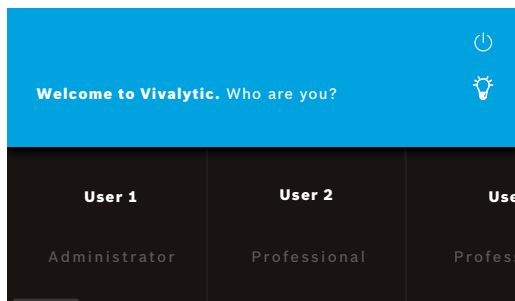 Welcome to Vivalytic. Who are you?
User 1 User 2
Administrator Professional